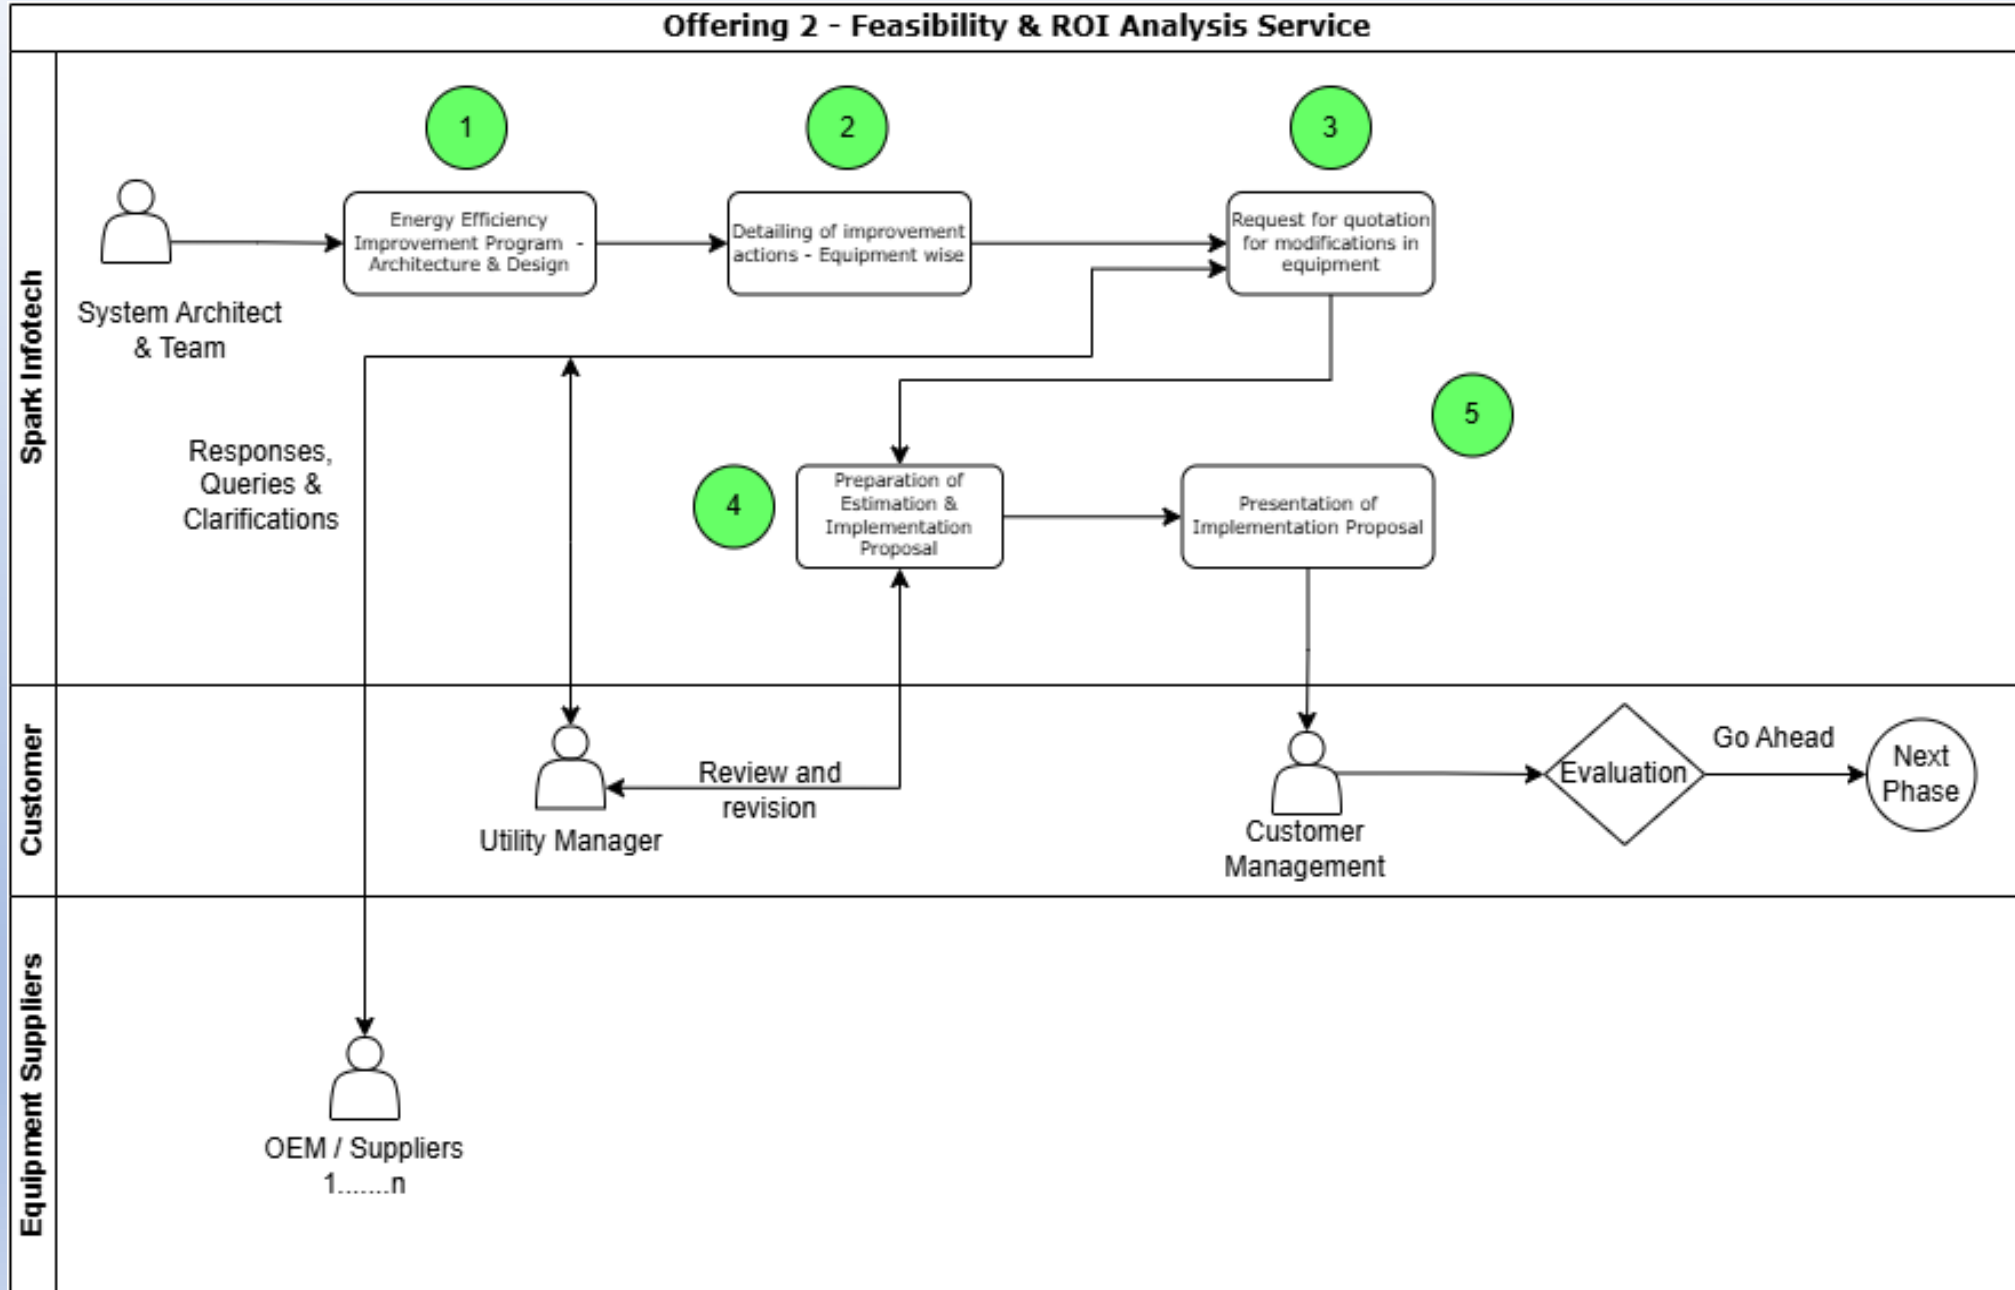 Offering 2 - Feasibility & ROI Analysis Service
Spark Infotech
1
2
3
Energy Efficiency
Improvement Program  -
Architecture & Design
Detailing of improvement
actions - Equipment wise
Request for quotation
for modifications in
equipment
System Architect
& Team
Responses,
Queries &
Clarifications
4
Preparation of
Estimation &
Implementation
Proposal
5
Presentation of
Implementation Proposal
Customer
Utility Manager
Review and
revision
Customer
Management
Evaluation
Go Ahead
Next
Phase
Equipment Suppliers
OEM / Suppliers
1.......n